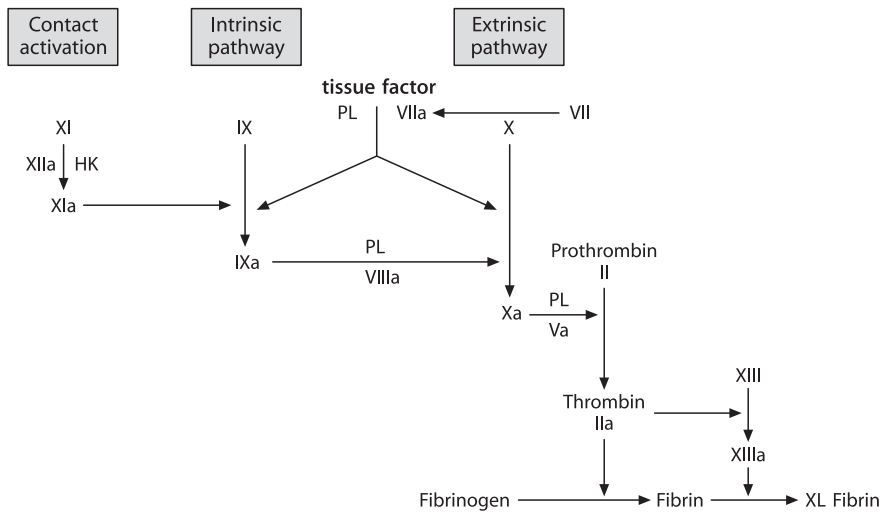 Contact
activation
Intrinsic
pathway
Extrinsic
pathway
tissue factor
PL VIIa VII
XI IX X
XIIa HK
XIa
IXa PL
VIIIa
Prothrombin
II
Xa PL
Va
XIII
Thrombin
IIa
XIIIa
Fibrinogen Fibrin XL Fibrin